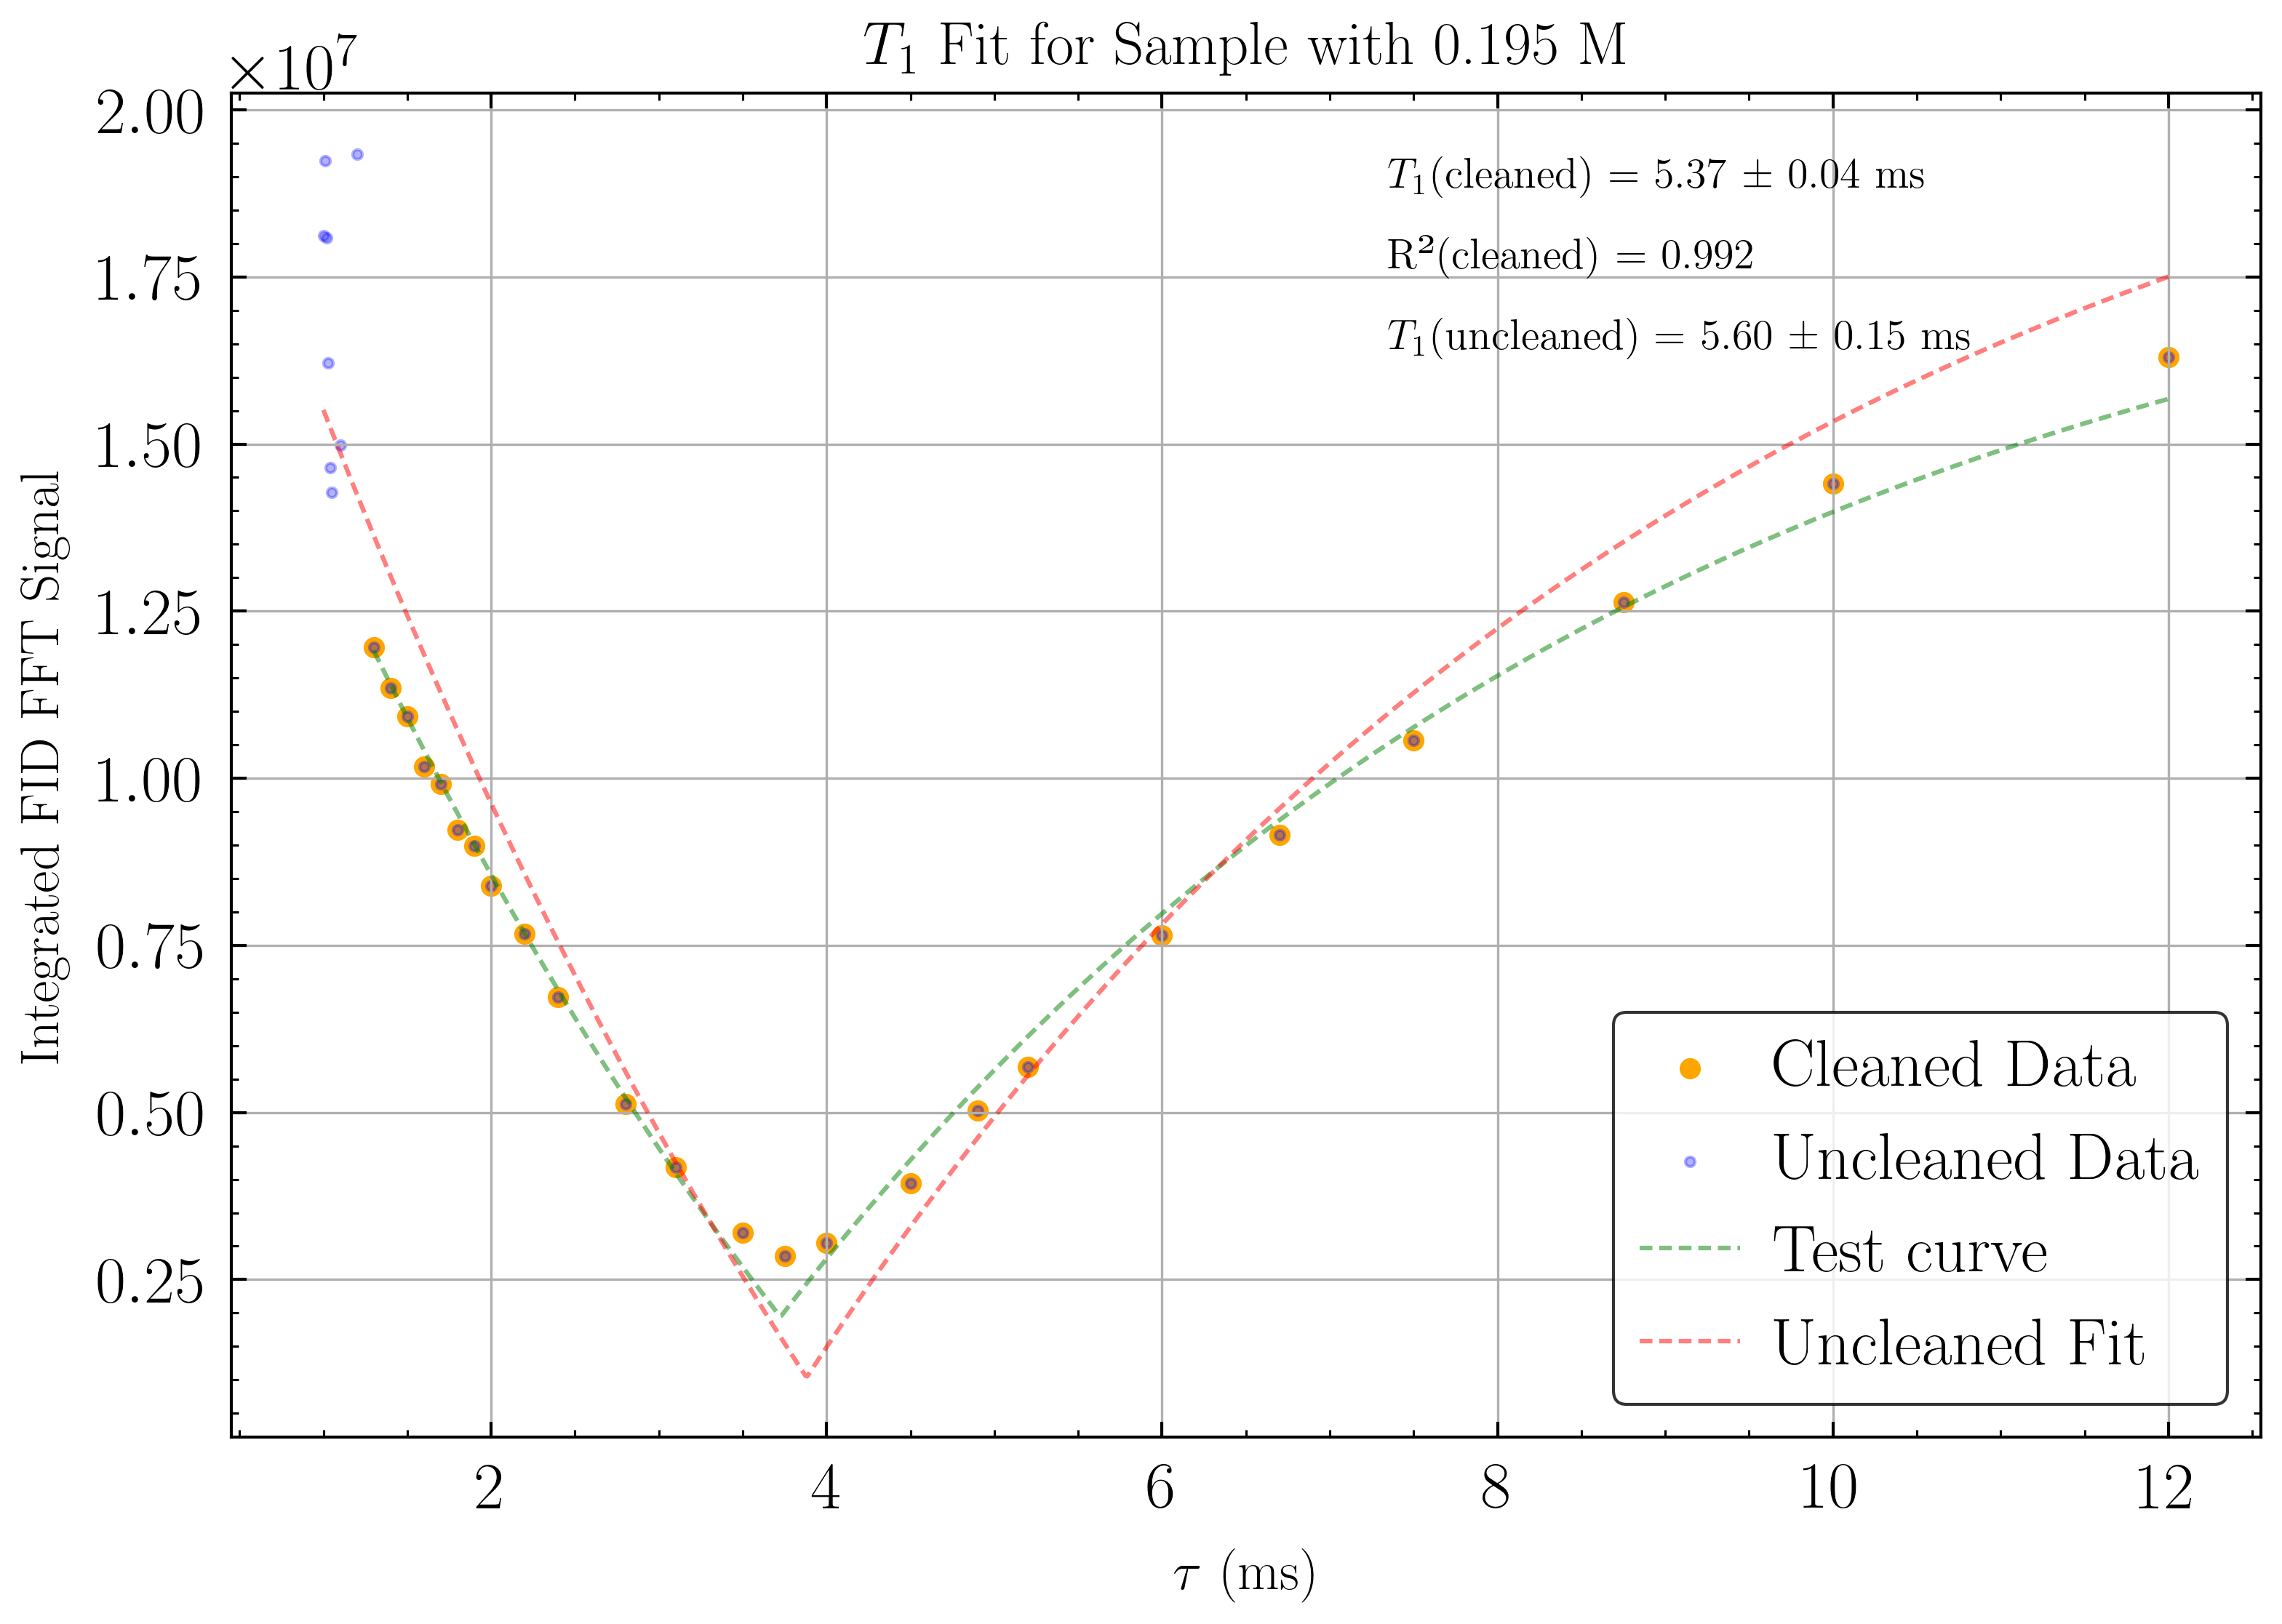 T₁ Fit for Sample with 0.195 M
×10⁷
2.00
1.75
1.50
1.25
1.00
0.75
0.50
0.25
Integrated FID FFT Signal
T₁(cleaned) = 5.37 ± 0.04 ms
R²(cleaned) = 0.992
T₁(uncleaned) = 5.60 ± 0.15 ms
Cleaned Data
Uncleaned Data
Test curve
Uncleaned Fit
2 4 6 8 10 12
τ (ms)